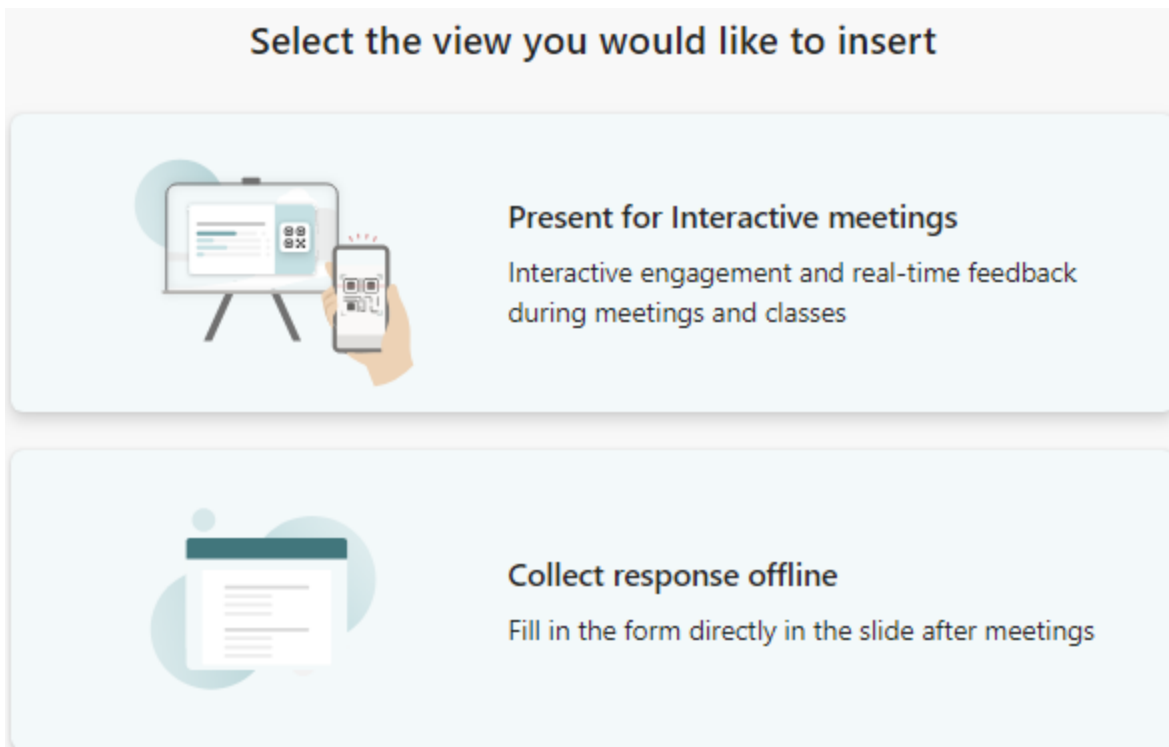 Select the view you would like to insert
Present for Interactive meetings
Interactive engagement and real-time feedback
during meetings and classes
Collect response offline
Fill in the form directly in the slide after meetings